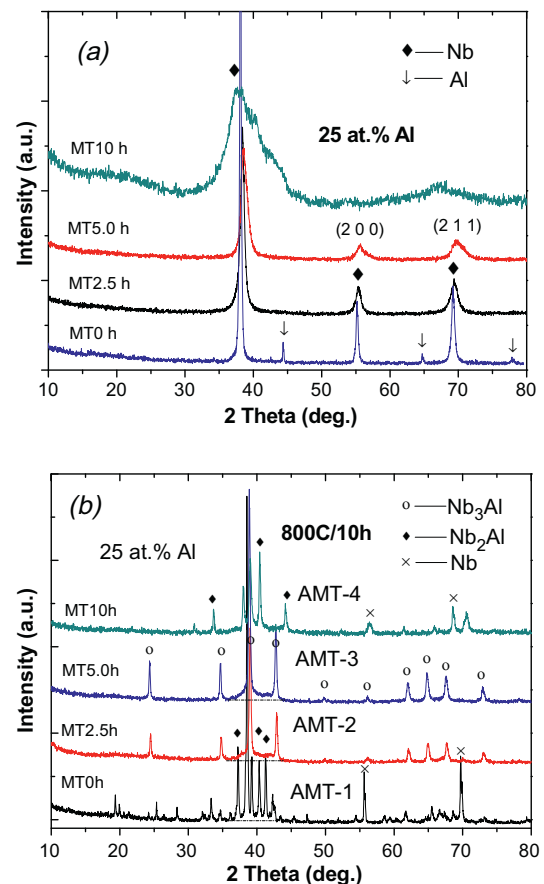 (a)
Nb
Al
25 at.% Al
MT10 h
MT5.0 h
(2 0 0)
(2 1 1)
MT2.5 h
MT0 h
Intensity (a.u.)
10 20 30 40 50 60 70 80
2 Theta (deg.)
(b)
Nb₃Al
800C/10h
Nb₂Al
25 at.% Al
Nb
MT10h
AMT-4
MT5.0h
AMT-3
MT2.5h
AMT-2
MT0h
AMT-1
Intensity (a.u.)
10 20 30 40 50 60 70 80
2 Theta (deg.)